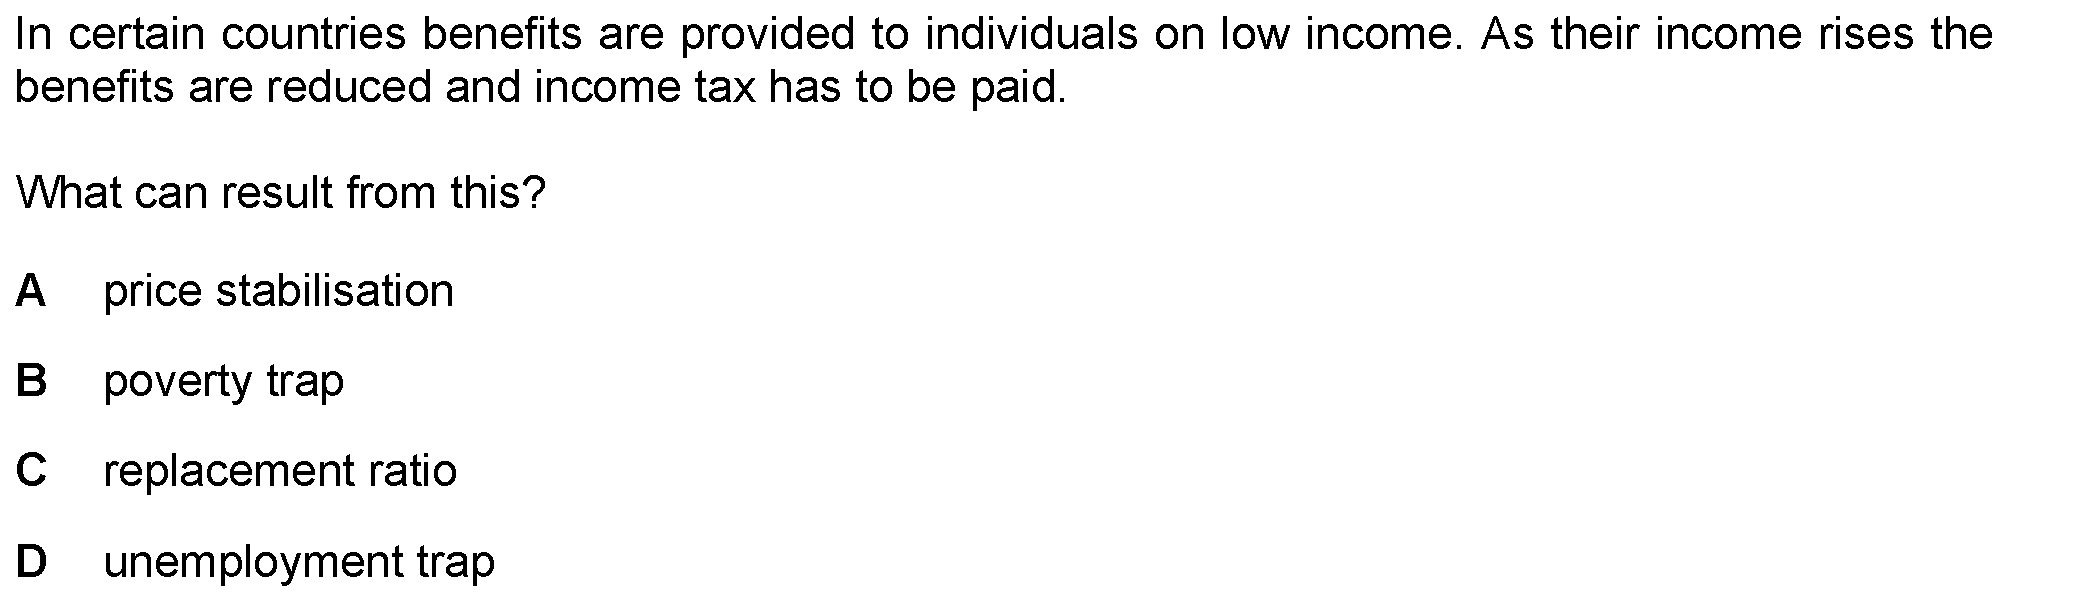 In certain countries benefits are provided to individuals on low income. As their income rises the
benefits are reduced and income tax has to be paid.
What can result from this?
A price stabilisation
B poverty trap
C replacement ratio
D unemployment trap